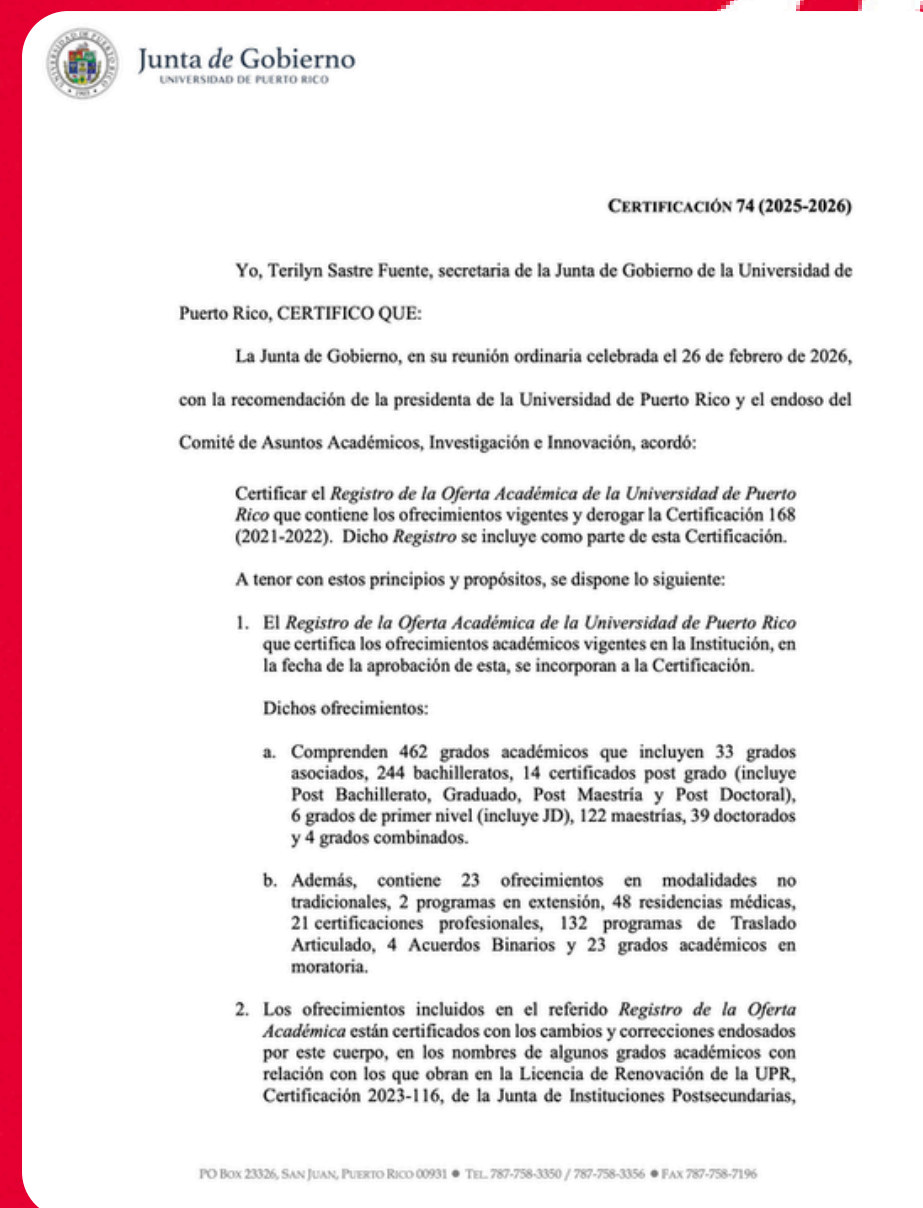 Junta de Gobierno
UNIVERSIDAD DE PUERTO RICO
CERTIFICACIÓN 74 (2025-2026)
Yo, Terilyn Sastre Fuente, secretaria de la Junta de Gobierno de la Universidad de
Puerto Rico, CERTIFICO QUE:
La Junta de Gobierno, en su reunión ordinaria celebrada el 26 de febrero de 2026,
con la recomendación de la presidenta de la Universidad de Puerto Rico y el endoso del
Comité de Asuntos Académicos, Investigación e Innovación, acordó:
Certificar el Registro de la Oferta Académica de la Universidad de Puerto
Rico que contiene los ofrecimientos vigentes y derogar la Certificación 168
(2021-2022). Dicho Registro se incluye como parte de esta Certificación.
A tenor con estos principios y propósitos, se dispone lo siguiente:
1. El Registro de la Oferta Académica de la Universidad de Puerto Rico
que certifica los ofrecimientos académicos vigentes en la Institución, en
la fecha de la aprobación de esta, se incorporan a la Certificación.
Dichos ofrecimientos:
a. Comprenden 462 grados académicos que incluyen 33 grados
asociados, 244 bachilleratos, 14 certificados post grado (incluye
Post Bachillerato, Graduado, Post Maestría y Post Doctoral),
6 grados de primer nivel (incluye JD), 122 maestrías, 39 doctorados
y 4 grados combinados.
b. Además, contiene 23 ofrecimientos en modalidades no
tradicionales, 2 programas en extensión, 48 residencias médicas,
21 certificaciones profesionales, 132 programas de Traslado
Articulado, 4 Acuerdos Binarios y 23 grados académicos en
moratoria.
2. Los ofrecimientos incluidos en el referido Registro de la Oferta
Académica están certificados con los cambios y correcciones endosados
por este cuerpo, en los nombres de algunos grados académicos con
relación con los que obran en la Licencia de Renovación de la UPR,
Certificación 2023-116, de la Junta de Instituciones Postsecundarias,
PO BOX 23326, SAN JUAN, PUERTO RICO 00931 ● TEL. 787-758-3350 / 787-758-3356 ● FAX 787-758-7196